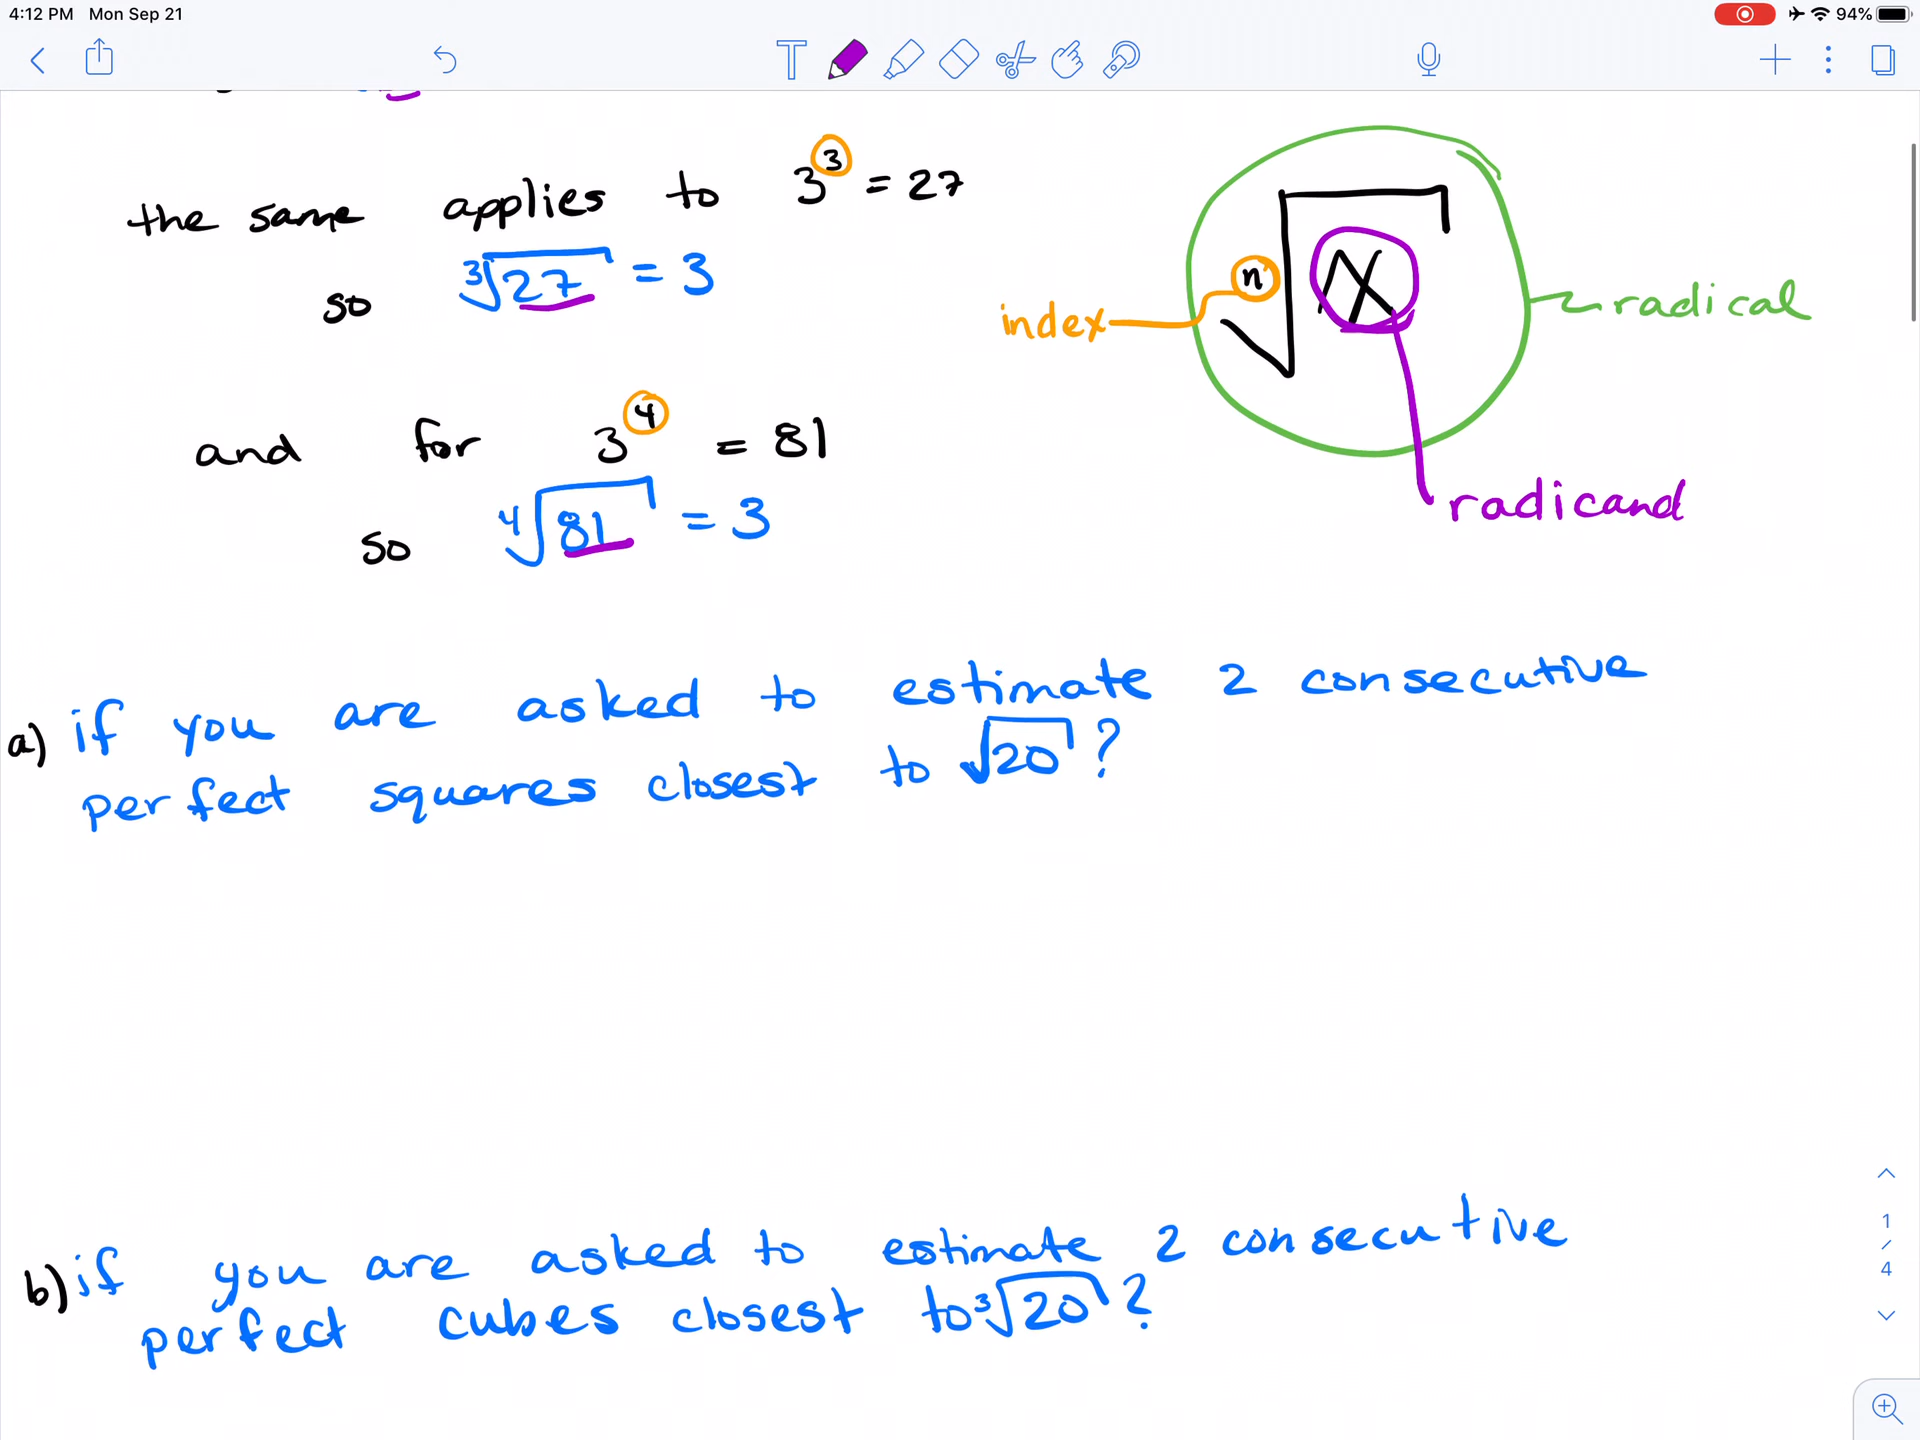 4:12 PM Mon Sep 21
94%
T
the same applies to 3³ = 27
so ∛27 = 3
n√x
index
radical
radicand
and for 3⁴ = 81
so ∜81 = 3
a) if you are asked to estimate 2 consecutive
perfect squares closest to √20 ?
b) if you are asked to estimate 2 consecutive
perfect cubes closest to ∛20 ?
1
/
4